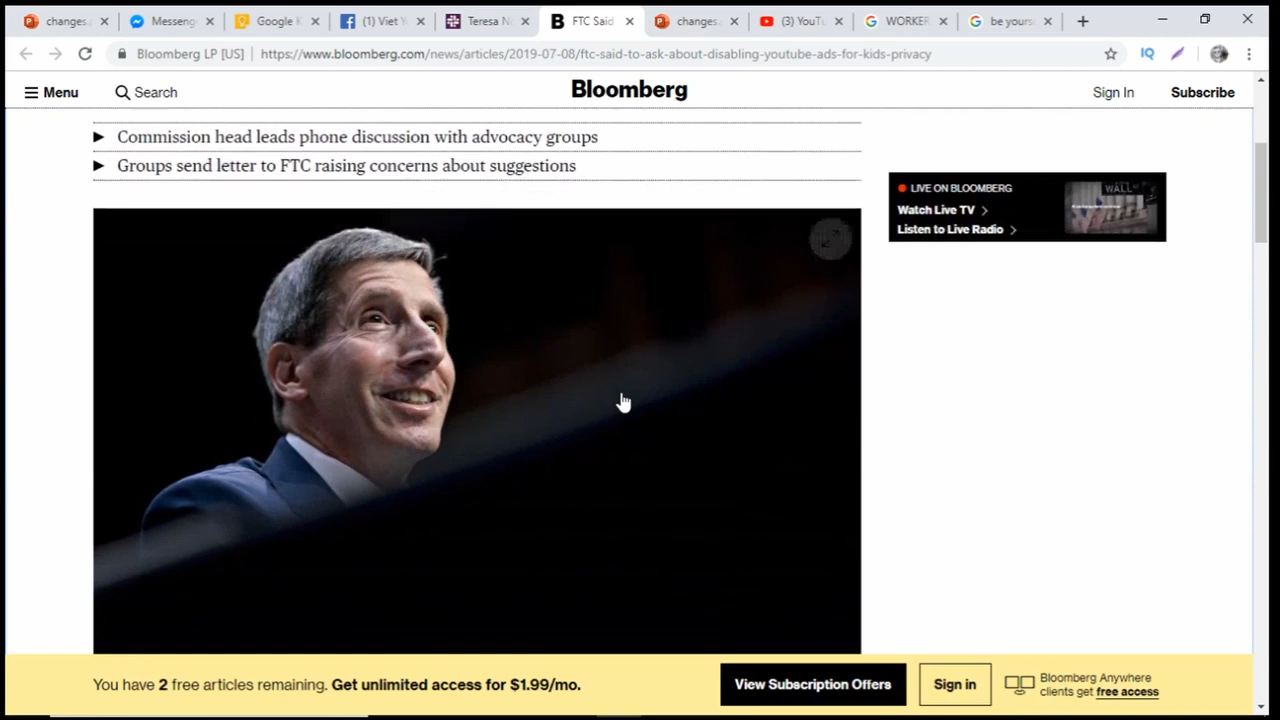 changes.
Messeng
Google K
(1) Viet
Teresa N
FTC Said
changes.
(3) YouTu
WORKER
be yours
Bloomberg LP [US] https://www.bloomberg.com/news/articles/2019-07-08/ftc-said-to-ask-about-disabling-youtube-ads-for-kids-privacy
Menu Search Bloomberg Sign In Subscribe
Commission head leads phone discussion with advocacy groups
Groups send letter to FTC raising concerns about suggestions
LIVE ON BLOOMBERG
Watch Live TV
Listen to Live Radio
WALL
You have 2 free articles remaining. Get unlimited access for $1.99/mo.
View Subscription Offers
Sign in
Bloomberg Anywhere
clients get free access